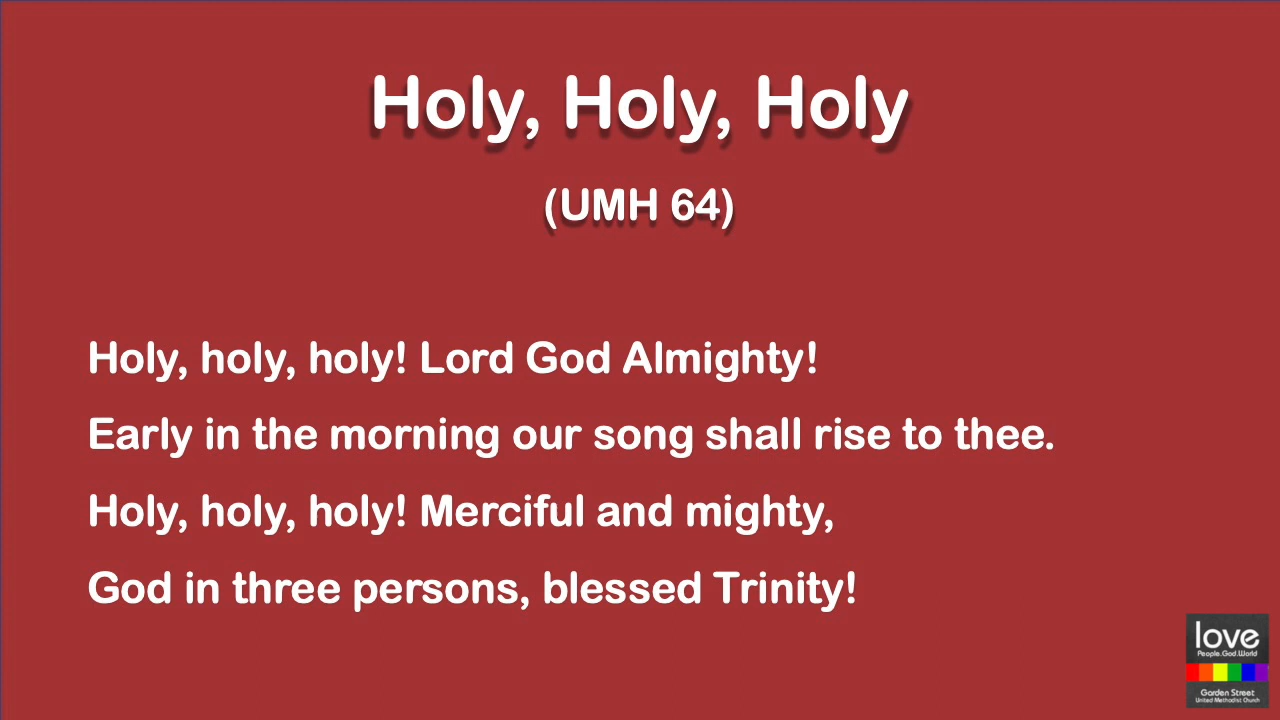 Holy, Holy, Holy
(UMH 64)
Holy, holy, holy! Lord God Almighty!
Early in the morning our song shall rise to thee.
Holy, holy, holy! Merciful and mighty,
God in three persons, blessed Trinity!
love
People.God.World
Garden Street
United Methodist Church